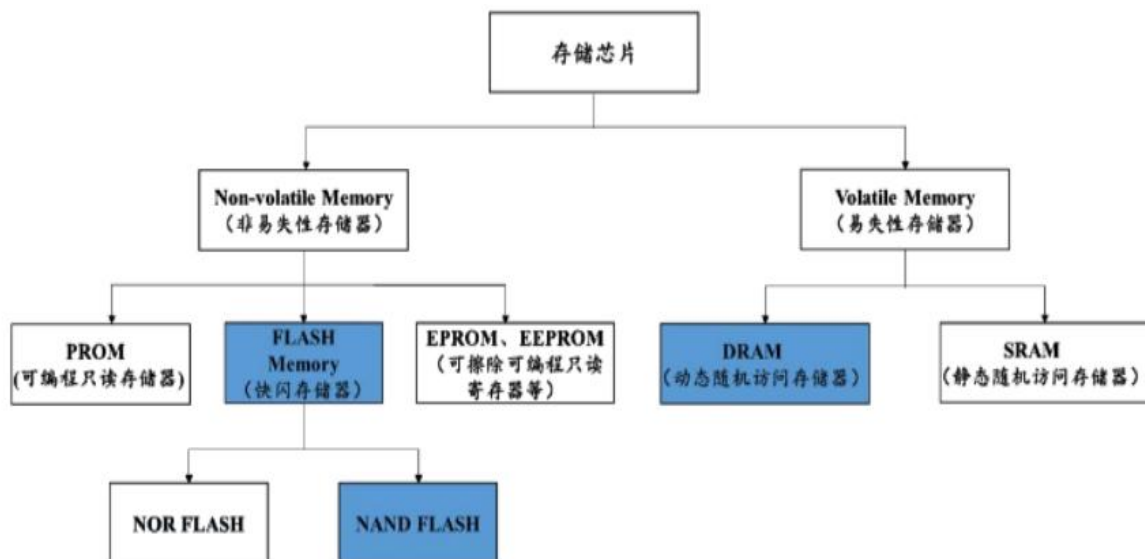 存储芯片
Non-volatile Memory
（非易失性存储器）
Volatile Memory
（易失性存储器）
PROM
(可编程只读存储器)
FLASH
Memory
(快闪存储器)
EPROM、EEPROM
(可擦除可编程只读
寄存器等)
DRAM
(动态随机访问存储器)
SRAM
(静态随机访问存储器)
NOR FLASH
NAND FLASH